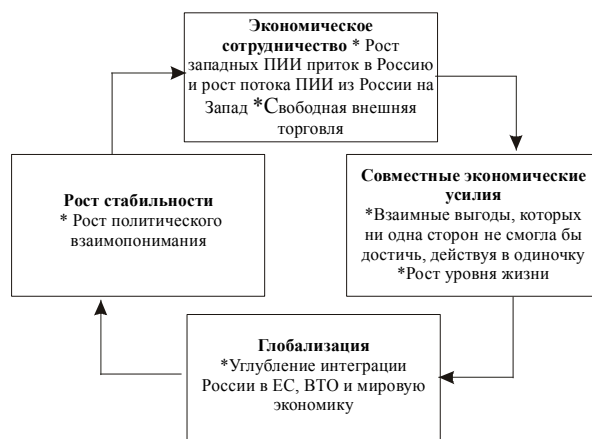 Экономическое
сотрудничество * Рост
западных ПИИ приток в Россию
и рост потока ПИИ из России на
Запад *Свободная внешняя
торговля
Рост стабильности
* Рост политического
взаимопонимания
Совместные экономические
усилия
*Взаимные выгоды, которых
ни одна сторон не смогла бы
достичь, действуя в одиночку
*Рост уровня жизни
Глобализация
*Углубление интеграции
России в ЕС, ВТО и мировую
экономику